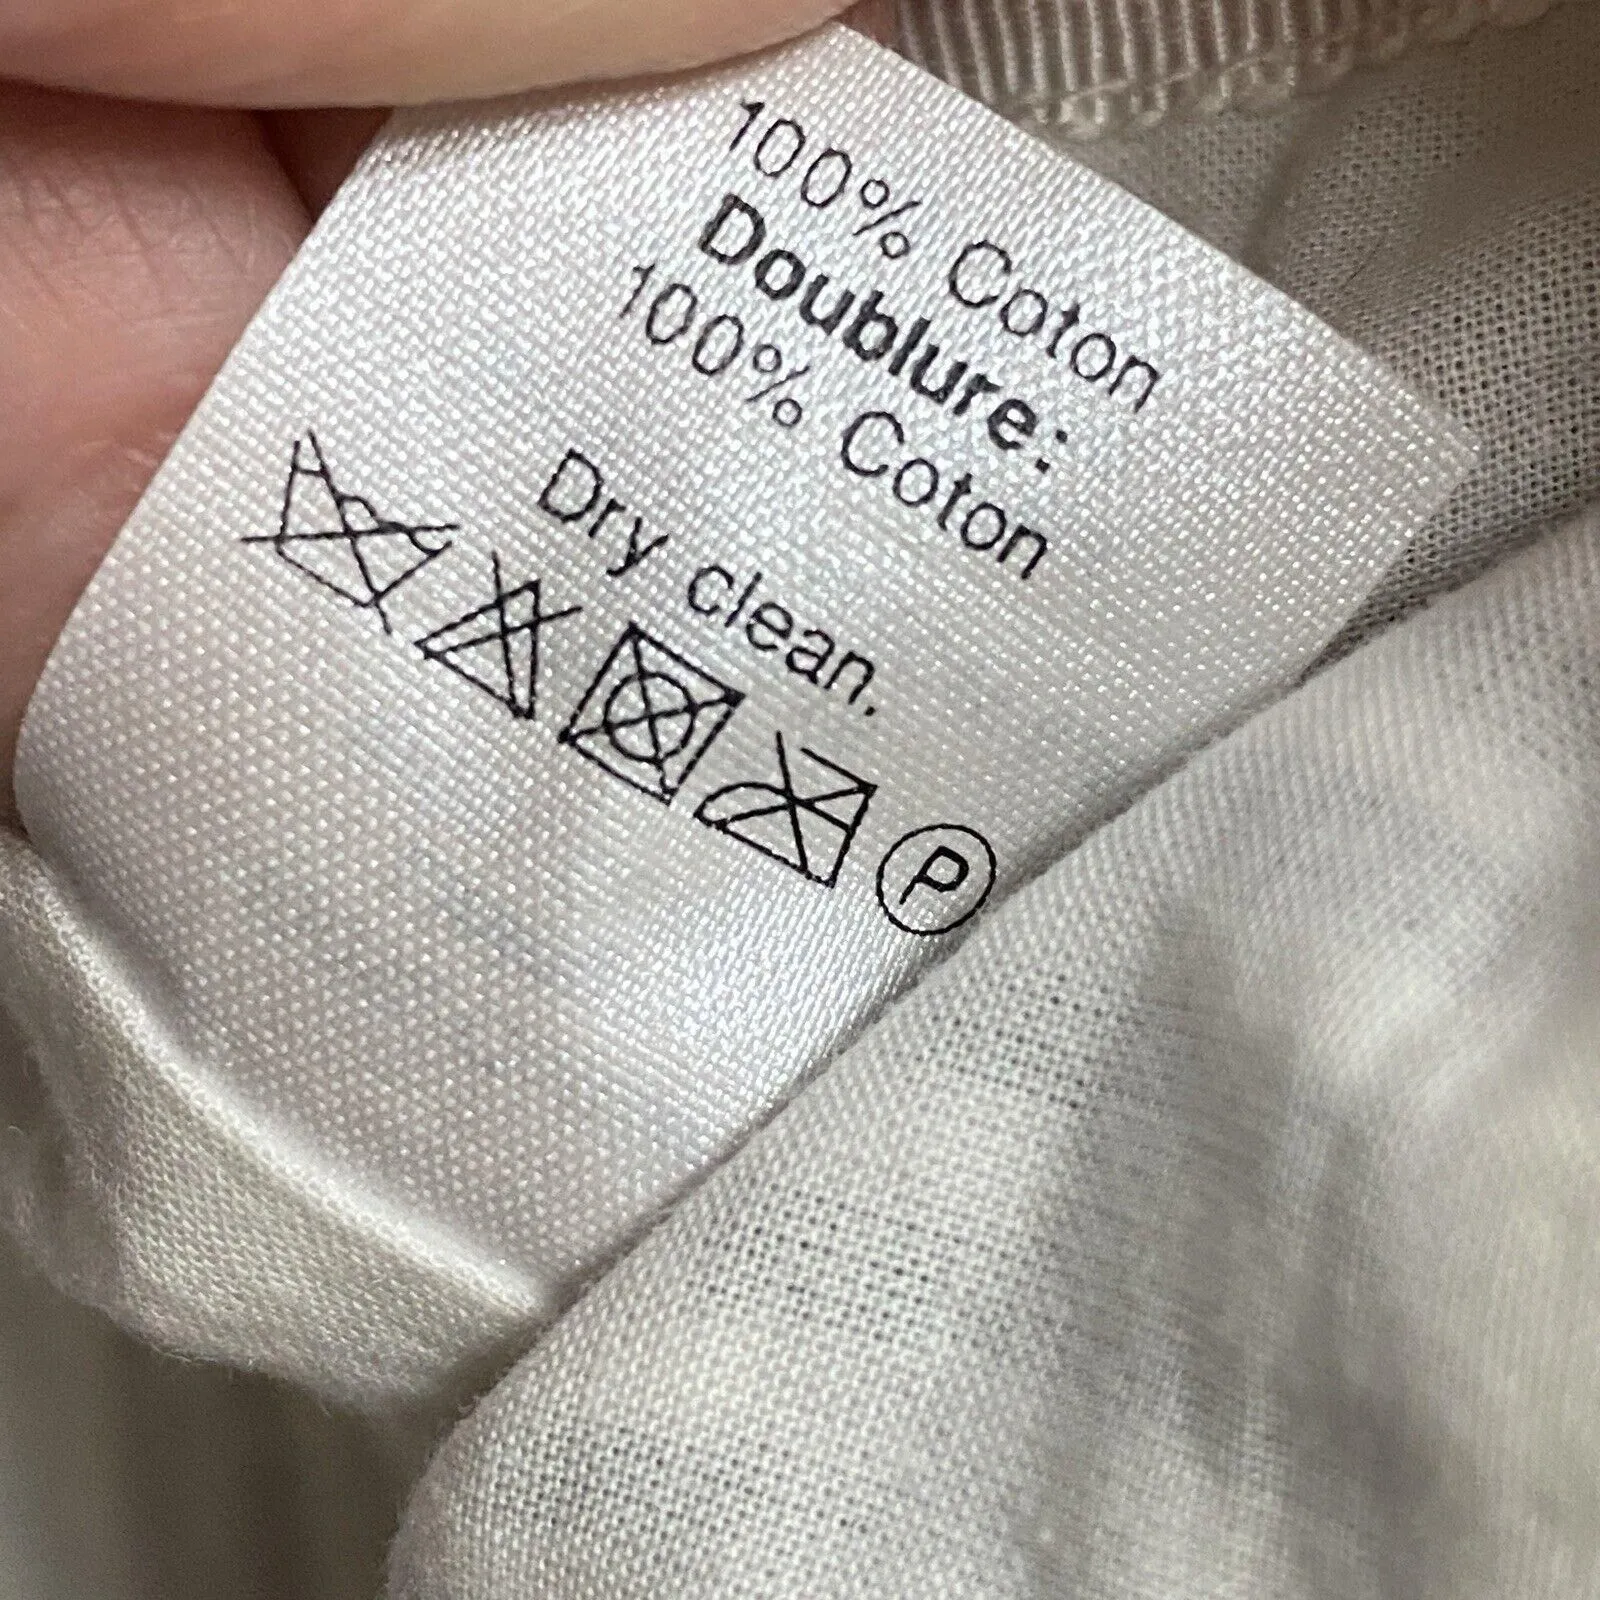 100% Coton
Doublure:
100% Coton
Dry clean.
P